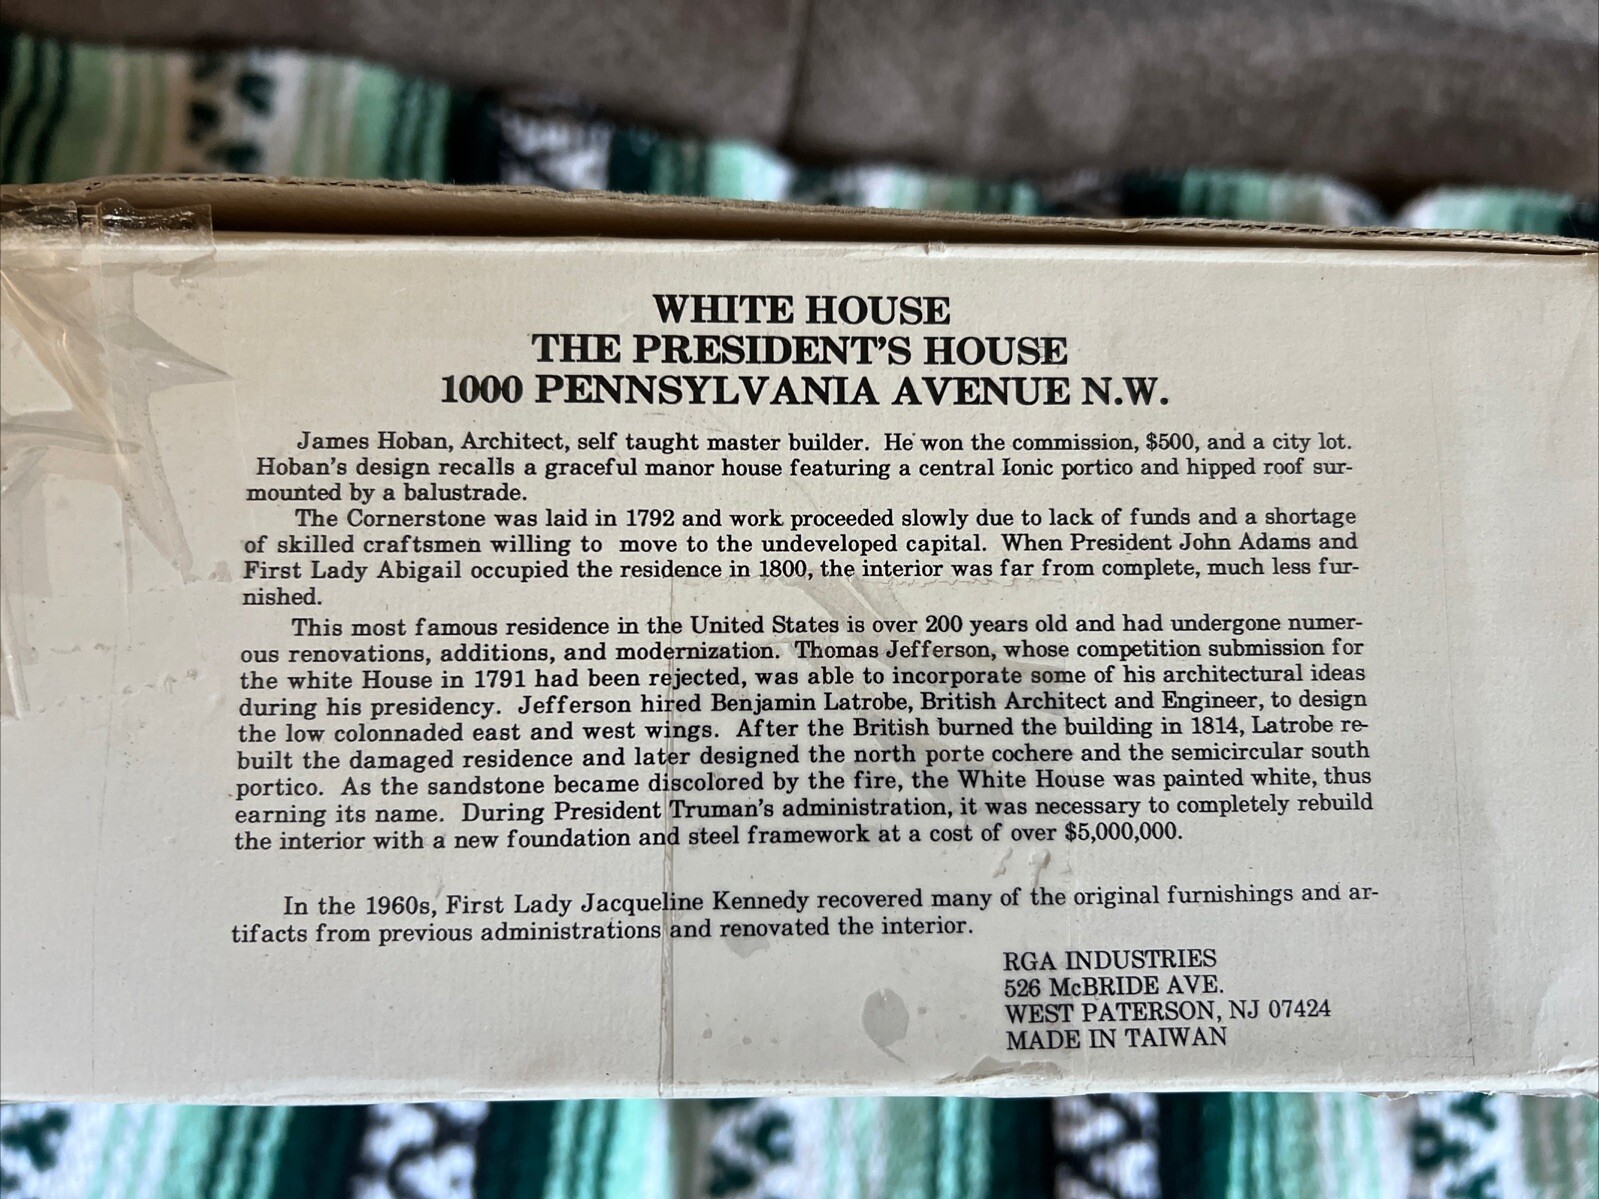 WHITE HOUSE
THE PRESIDENT'S HOUSE
1000 PENNSYLVANIA AVENUE N.W.
James Hoban, Architect, self taught master builder. He won the commission, $500, and a city lot.
Hoban's design recalls a graceful manor house featuring a central Ionic portico and hipped roof sur-
mounted by a balustrade.
The Cornerstone was laid in 1792 and work proceeded slowly due to lack of funds and a shortage
of skilled craftsmen willing to move to the undeveloped capital. When President John Adams and
First Lady Abigail occupied the residence in 1800, the interior was far from complete, much less fur-
nished.
This most famous residence in the United States is over 200 years old and had undergone numer-
ous renovations, additions, and modernization. Thomas Jefferson, whose competition submission for
the white House in 1791 had been rejected, was able to incorporate some of his architectural ideas
during his presidency. Jefferson hired Benjamin Latrobe, British Architect and Engineer, to design
the low colonnaded east and west wings. After the British burned the building in 1814, Latrobe re-
built the damaged residence and later designed the north porte cochere and the semicircular south
portico. As the sandstone became discolored by the fire, the White House was painted white, thus
earning its name. During President Truman's administration, it was necessary to completely rebuild
the interior with a new foundation and steel framework at a cost of over $5,000,000.
In the 1960s, First Lady Jacqueline Kennedy recovered many of the original furnishings and ar-
tifacts from previous administrations and renovated the interior.
RGA INDUSTRIES
526 McBRIDE AVE.
WEST PATERSON, NJ 07424
MADE IN TAIWAN